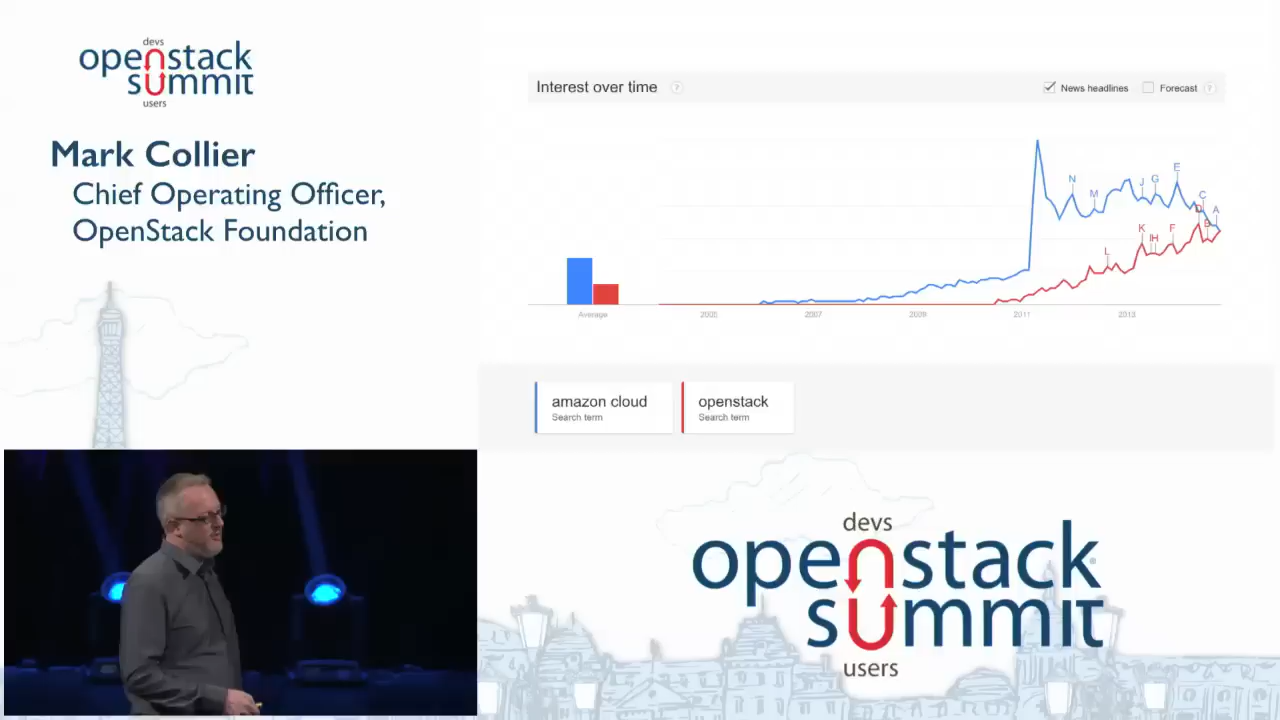 devs
openstack
summit
users
Mark Collier
Chief Operating Officer,
OpenStack Foundation
Interest over time ?
News headlines Forecast ?
N M J G E C A
D B
L K I H F
Average 2005 2007 2009 2011 2013
amazon cloud
Search term
openstack
Search term
devs
openstack
summit
users